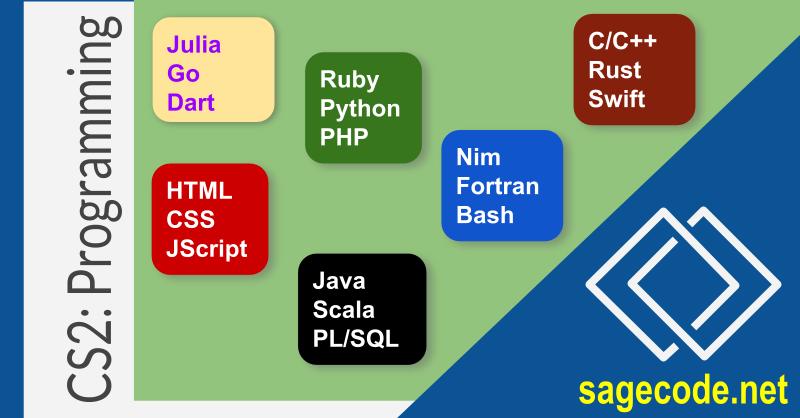 CS2: Programming
Julia
Go
Dart
Ruby
Python
PHP
C/C++
Rust
Swift
HTML
CSS
JScript
Nim
Fortran
Bash
Java
Scala
PL/SQL
sagecode.net